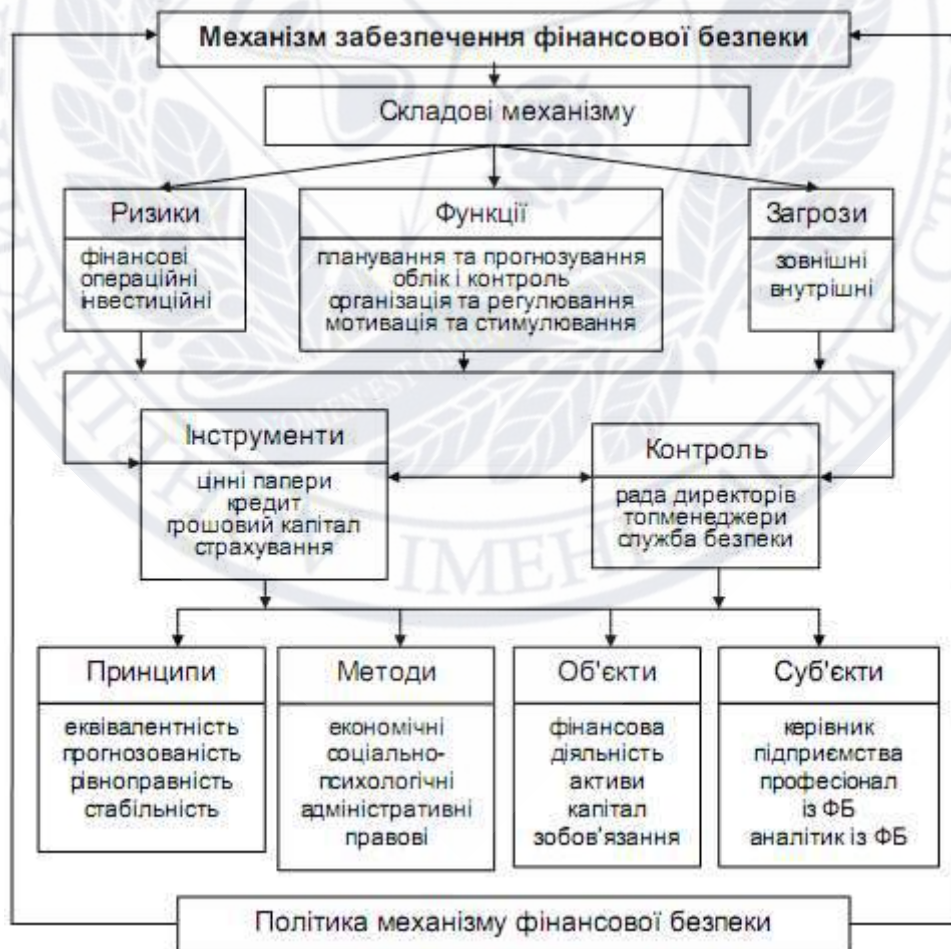 Механізм забезпечення фінансової безпеки
Складові механізму
Ризики
фінансові
операційні
інвестиційні
Функції
планування та прогнозування
облік і контроль
організація та регулювання
мотивація та стимулювання
Загрози
зовнішні
внутрішні
Інструменти
цінні папери
кредит
грошовий капітал
страхування
Контроль
рада директорів
топменеджери
служба безпеки
ІМЕН
Принципи
еквівалентність
прогнозованість
рівноправність
стабільність
Методи
економічні
соціально-
психологічні
адміністративні
правові
Об'єкти
фінансова
діяльність
активи
капітал
зобов'язання
Суб'єкти
керівник
підприємства
професіонал
із ФБ
аналітик із ФБ
Політика механізму фінансової безпеки